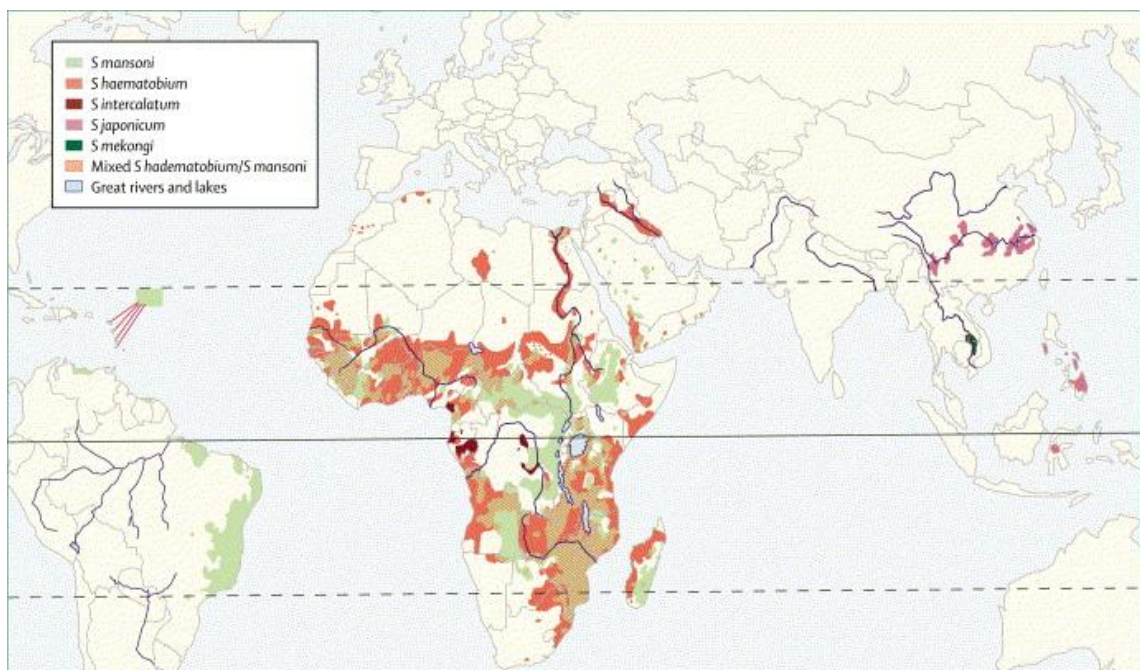 S mansoni
S haematobium
S intercalatum
S japonicum
S mekongi
Mixed S hadematobium/S mansoni
Great rivers and lakes